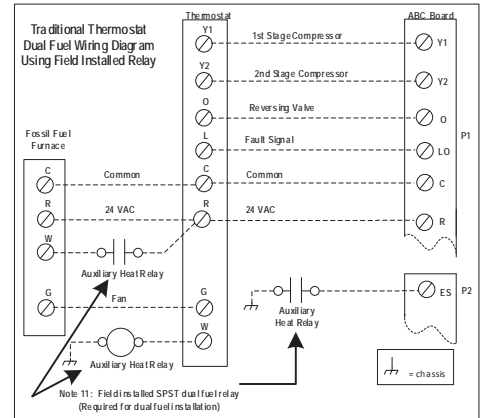 Traditional Thermostat
Dual Fuel Wiring Diagram
Using Field Installed Relay
Thermostat
ABC Board
Y1
1st Stage Compressor
Y1
Y2
2nd Stage Compressor
Y2
O
Reversing Valve
O
P1
Fossil Fuel
Furnace
L
Fault Signal
LO
C
Common
C
Common
C
R
24 VAC
R
24 VAC
R
W
Auxiliary Heat Relay
G
Fan
G
ES
P2
Auxiliary
Heat Relay
W
Auxiliary Heat Relay
= chassis
Note 11: Field installed SPST dual fuel relay
(Required for dual fuel installation)